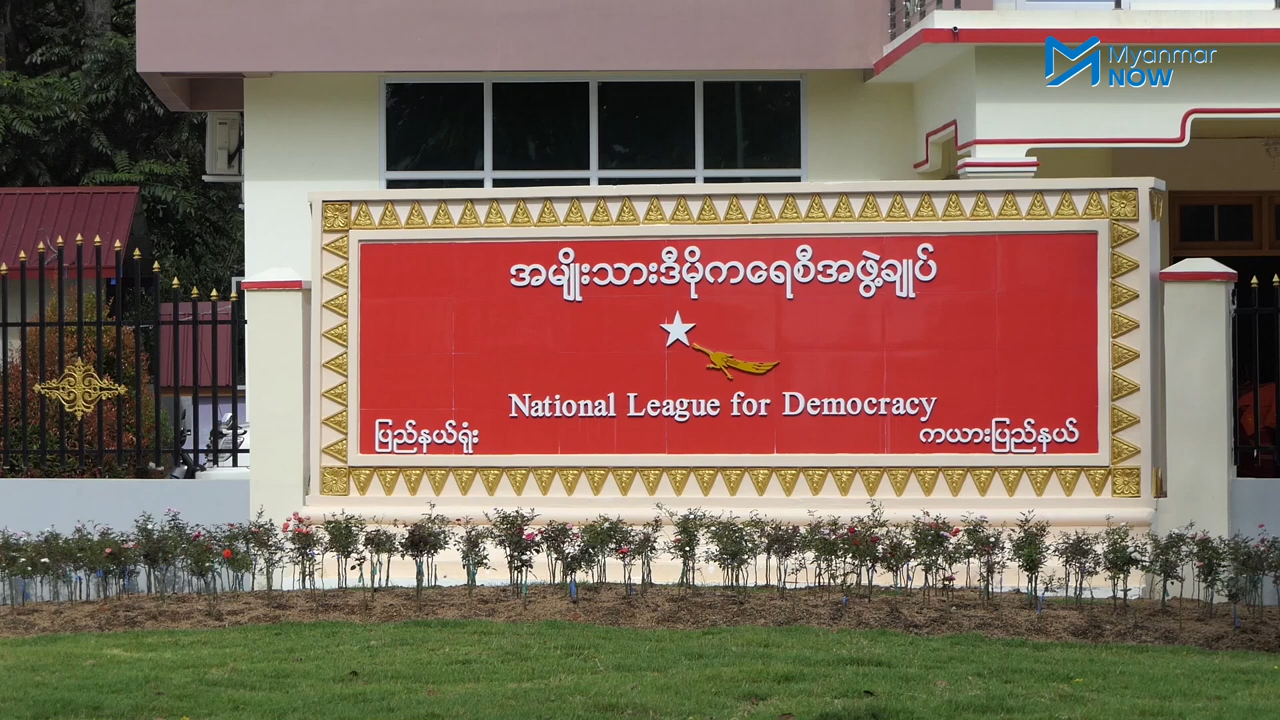 Myanmar
NOW
အမျိုးသားဒီမိုကရေစီအဖွဲ့ချုပ်
National League for Democracy
ပြည်နယ်ရုံး
ကယားပြည်နယ်